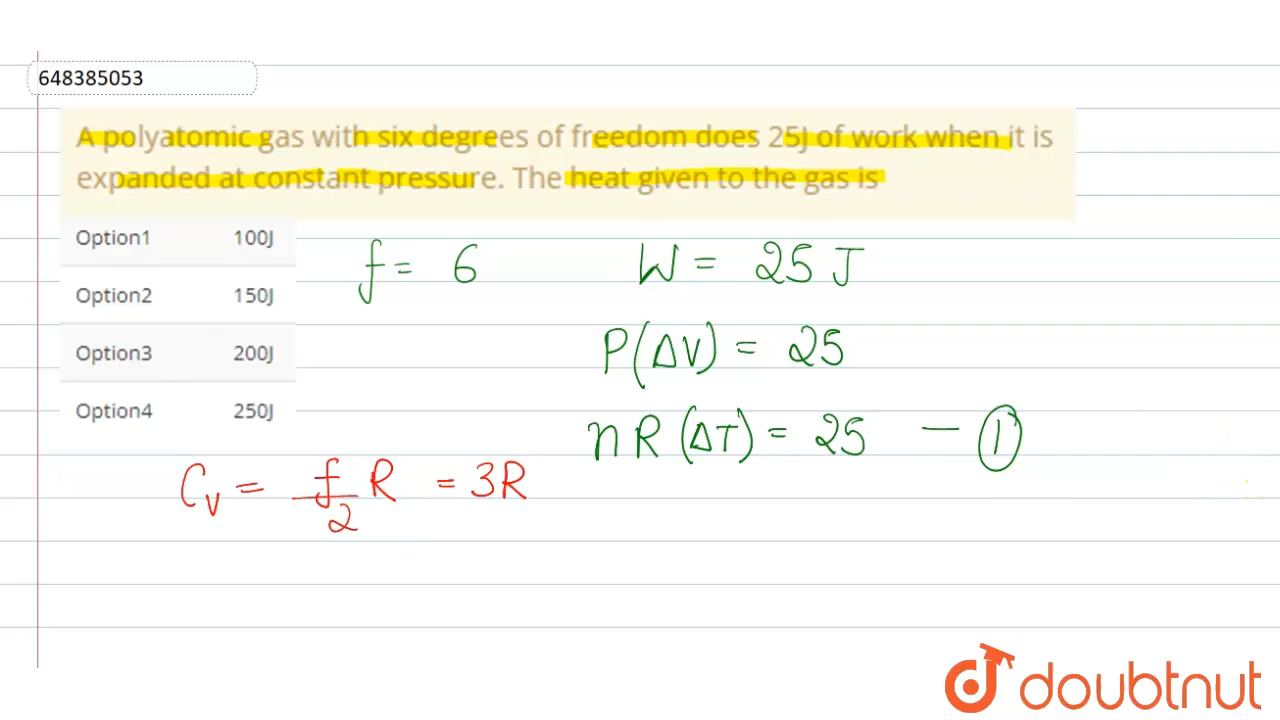 648385053
A polyatomic gas with six degrees of freedom does 25J of work when it is
expanded at constant pressure. The heat given to the gas is
Option1 100J
Option2 150J
Option3 200J
Option4 250J
f = 6 W = 25 J
P(ΔV) = 25
nR(ΔT) = 25 — ①
Cv = f/2 R = 3R
doubtnut